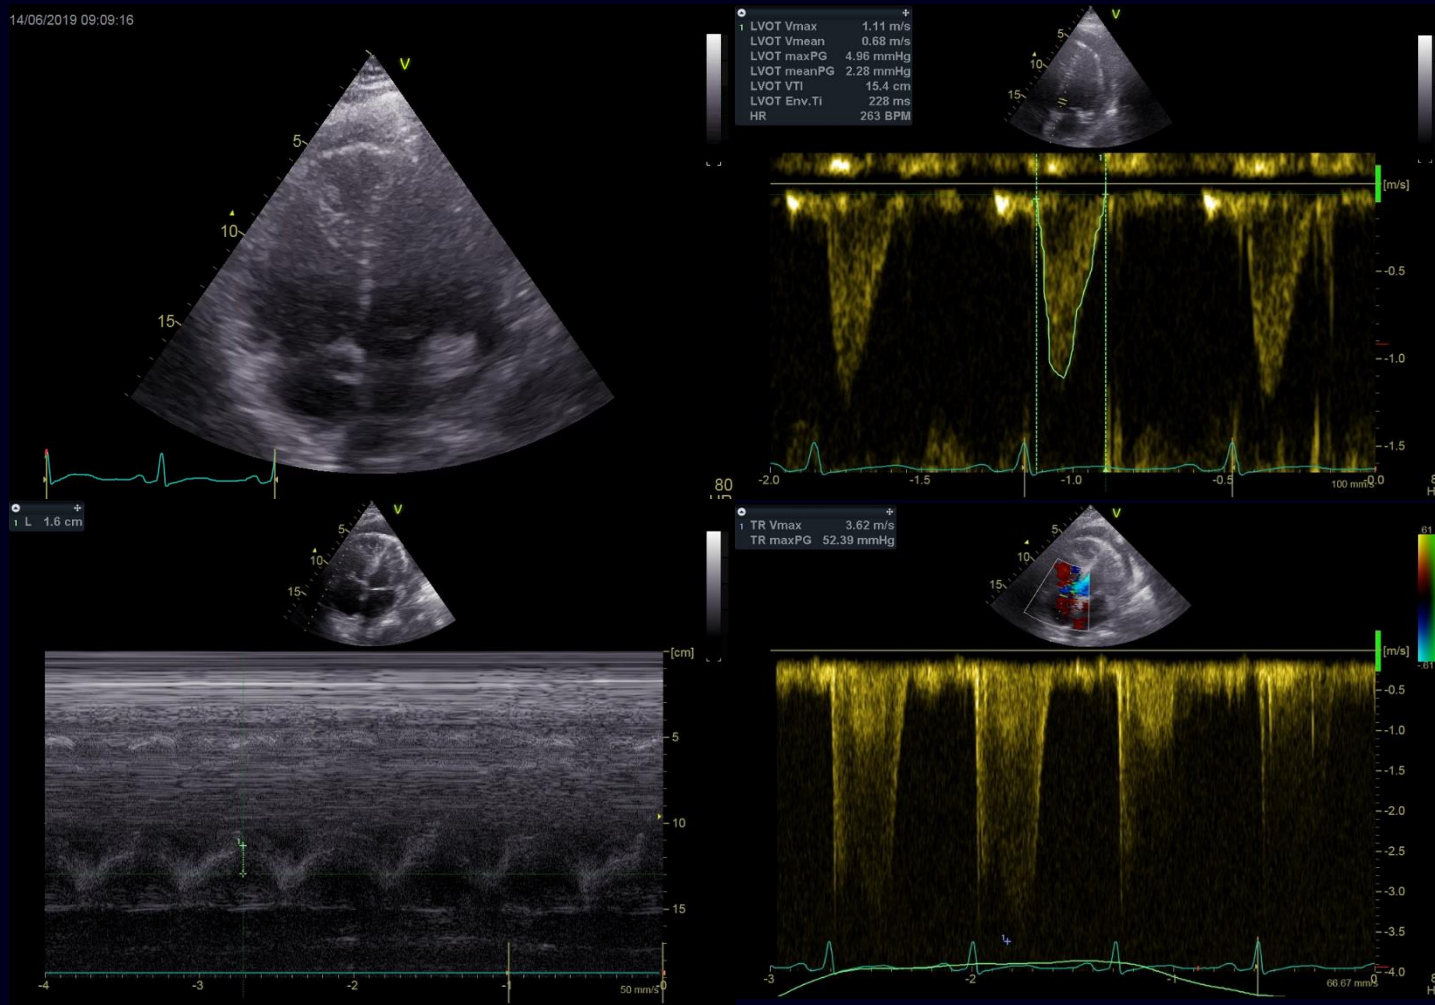 14/06/2019 09:09:16
V
5
10
15
80
1 LVOT Vmax 1.11 m/s
LVOT Vmean 0.68 m/s
LVOT maxPG 4.96 mmHg
LVOT meanPG 2.28 mmHg
LVOT VTI 15.4 cm
LVOT Env.Ti 228 ms
HR 263 BPM
V
5
10
15
1
[m/s]
-0.5
-1.0
-1.5
-2.0 -1.5 -1.0 -0.5 0.0
100 mm/s
1 L 1.6 cm
V
5
10
15
[cm]
5
10
15
1
-4 -3 -2 -1 -0
50 mm/s
1 TR Vmax 3.62 m/s
TR maxPG 52.39 mmHg
V
5
10
15
.61
-.61
[m/s]
-0.5
-1.0
-1.5
-2.0
-2.5
-3.0
-3.5
-4.0
1
-3 -2 -1 0
66.67 mm/s